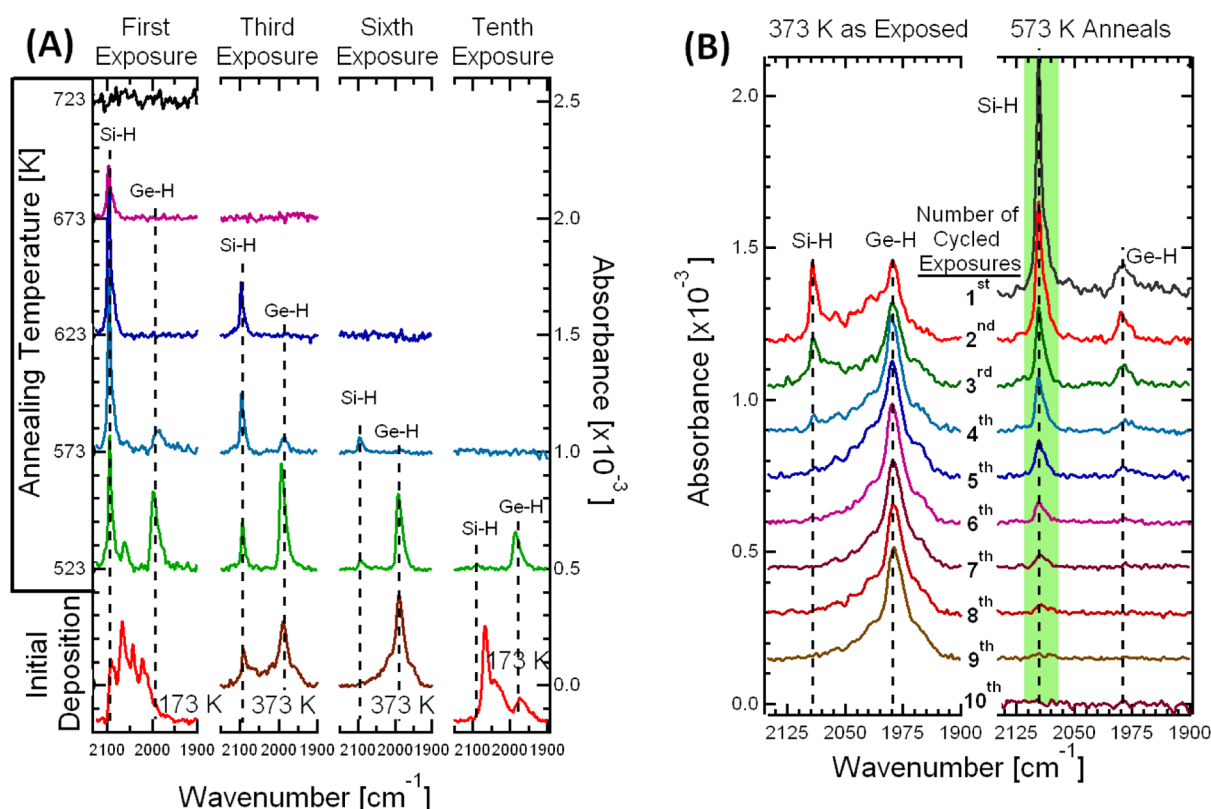 (A)
First Exposure
Third Exposure
Sixth Exposure
Tenth Exposure
Annealing Temperature [K]
723
673
623
573
523
Initial Deposition
Si-H
Ge-H
Si-H
Ge-H
Si-H
Ge-H
Si-H
Ge-H
173 K
373 K
373 K
173 K
2.5
2.0
1.5
1.0
0.5
0.0
Absorbance [x10-3]
2100 2000 1900
2100 2000 1900
2100 2000 1900
2100 2000 1900
Wavenumber [cm-1]
(B)
373 K as Exposed
573 K Anneals
2.0
1.5
1.0
0.5
0.0
Absorbance [x10-3]
Si-H
Ge-H
Si-H
Ge-H
Number of
Cycled
Exposures
1st
2nd
3rd
4th
5th
6th
7th
8th
9th
10th
2125 2050 1975 1900
2125 2050 1975 1900
Wavenumber [cm-1]